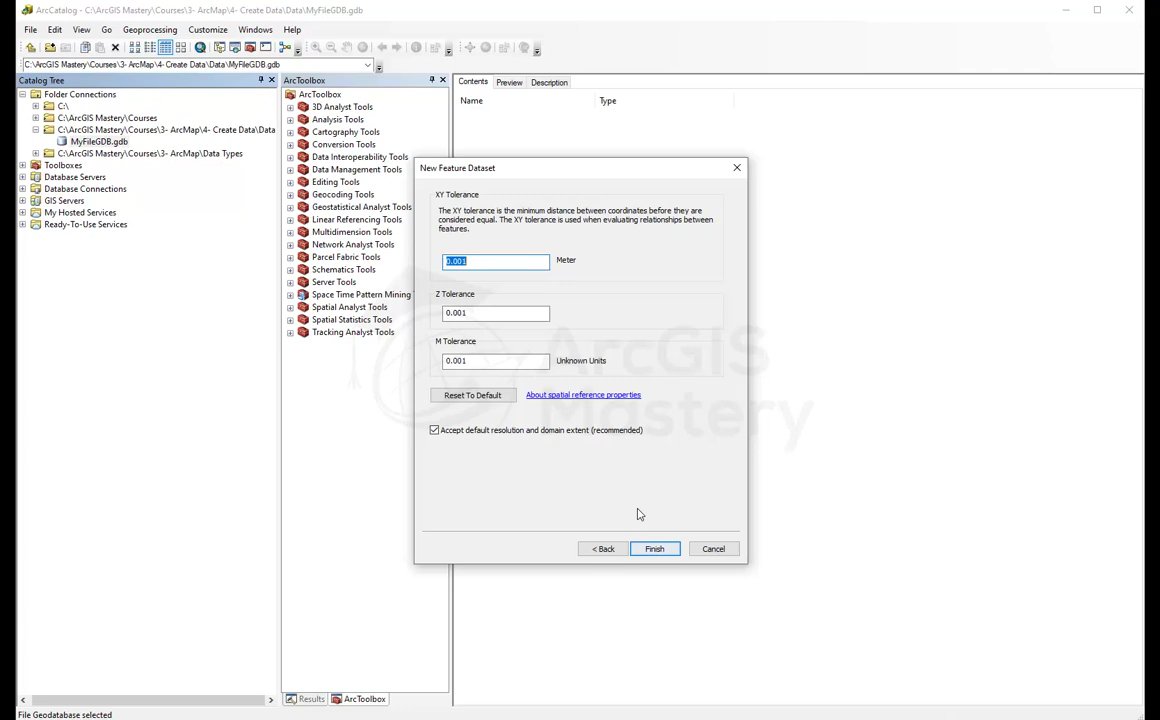 ArcCatalog - C:\ArcGIS Mastery\Courses\3- ArcMap\4- Create Data\Data\MyFileGDB.gdb
File Edit View Go Geoprocessing Customize Windows Help
C:\ArcGIS Mastery\Courses\3- ArcMap\4- Create Data\Data\MyFileGDB.gdb
Catalog Tree
Folder Connections
C:\
C:\ArcGIS Mastery\Courses
C:\ArcGIS Mastery\Courses\3- ArcMap\4- Create Data\Data
MyFileGDB.gdb
C:\ArcGIS Mastery\Courses\3- ArcMap\Data Types
Toolboxes
Database Servers
Database Connections
GIS Servers
My Hosted Services
Ready-To-Use Services
ArcToolbox
ArcToolbox
3D Analyst Tools
Analysis Tools
Cartography Tools
Conversion Tools
Data Interoperability Tools
Data Management Tools
Editing Tools
Geocoding Tools
Geostatistical Analyst Tools
Linear Referencing Tools
Multidimension Tools
Network Analyst Tools
Parcel Fabric Tools
Schematics Tools
Server Tools
Space Time Pattern Mining
Spatial Analyst Tools
Spatial Statistics Tools
Tracking Analyst Tools
Results ArcToolbox
Contents Preview Description
Name Type
New Feature Dataset
XY Tolerance
The XY tolerance is the minimum distance between coordinates before they are
considered equal. The XY tolerance is used when evaluating relationships between
features.
0.001 Meter
Z Tolerance
0.001
M Tolerance
0.001 Unknown Units
Reset To Default About spatial reference properties
Accept default resolution and domain extent (recommended)
< Back Finish Cancel
ArcGIS
Mastery
File Geodatabase selected